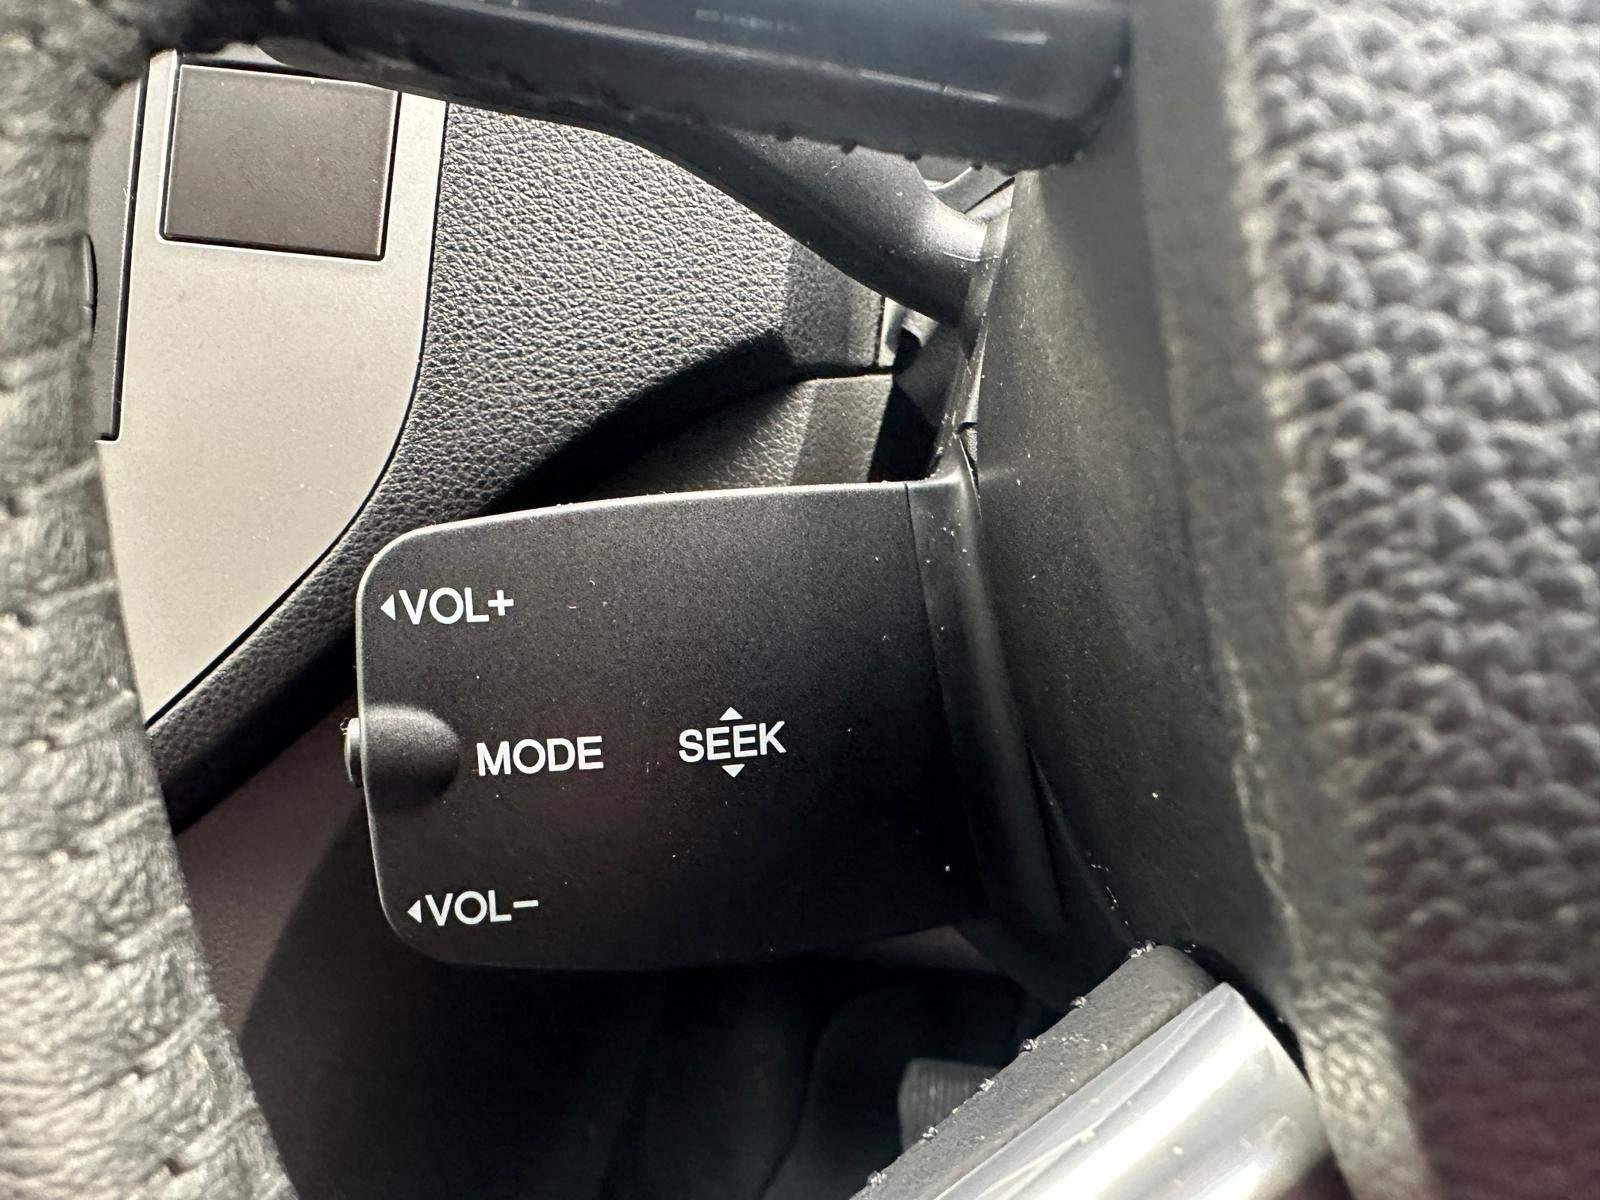 ◀VOL+
MODE
▲
SEEK
▼
◀VOL−